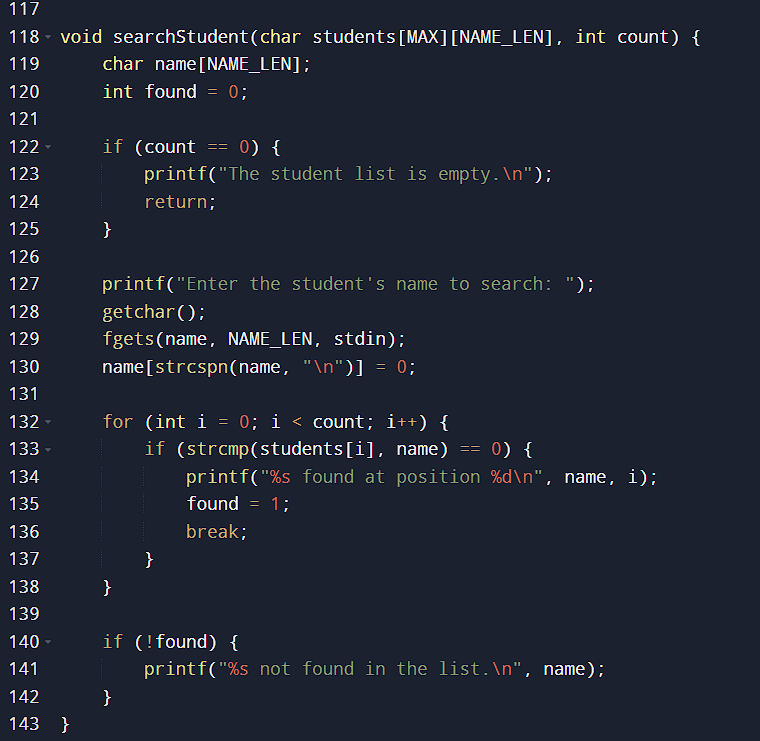 117
118 void searchStudent(char students[MAX][NAME_LEN], int count) {
119     char name[NAME_LEN];
120     int found = 0;
121
122     if (count == 0) {
123         printf("The student list is empty.\n");
124         return;
125     }
126
127     printf("Enter the student's name to search: ");
128     getchar();
129     fgets(name, NAME_LEN, stdin);
130     name[strcspn(name, "\n")] = 0;
131
132     for (int i = 0; i < count; i++) {
133         if (strcmp(students[i], name) == 0) {
134             printf("%s found at position %d\n", name, i);
135             found = 1;
136             break;
137         }
138     }
139
140     if (!found) {
141         printf("%s not found in the list.\n", name);
142     }
143 }